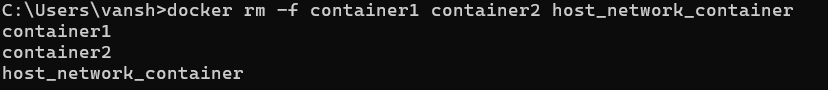 C:\Users\vansh>docker rm -f container1 container2 host_network_container
container1
container2
host_network_container